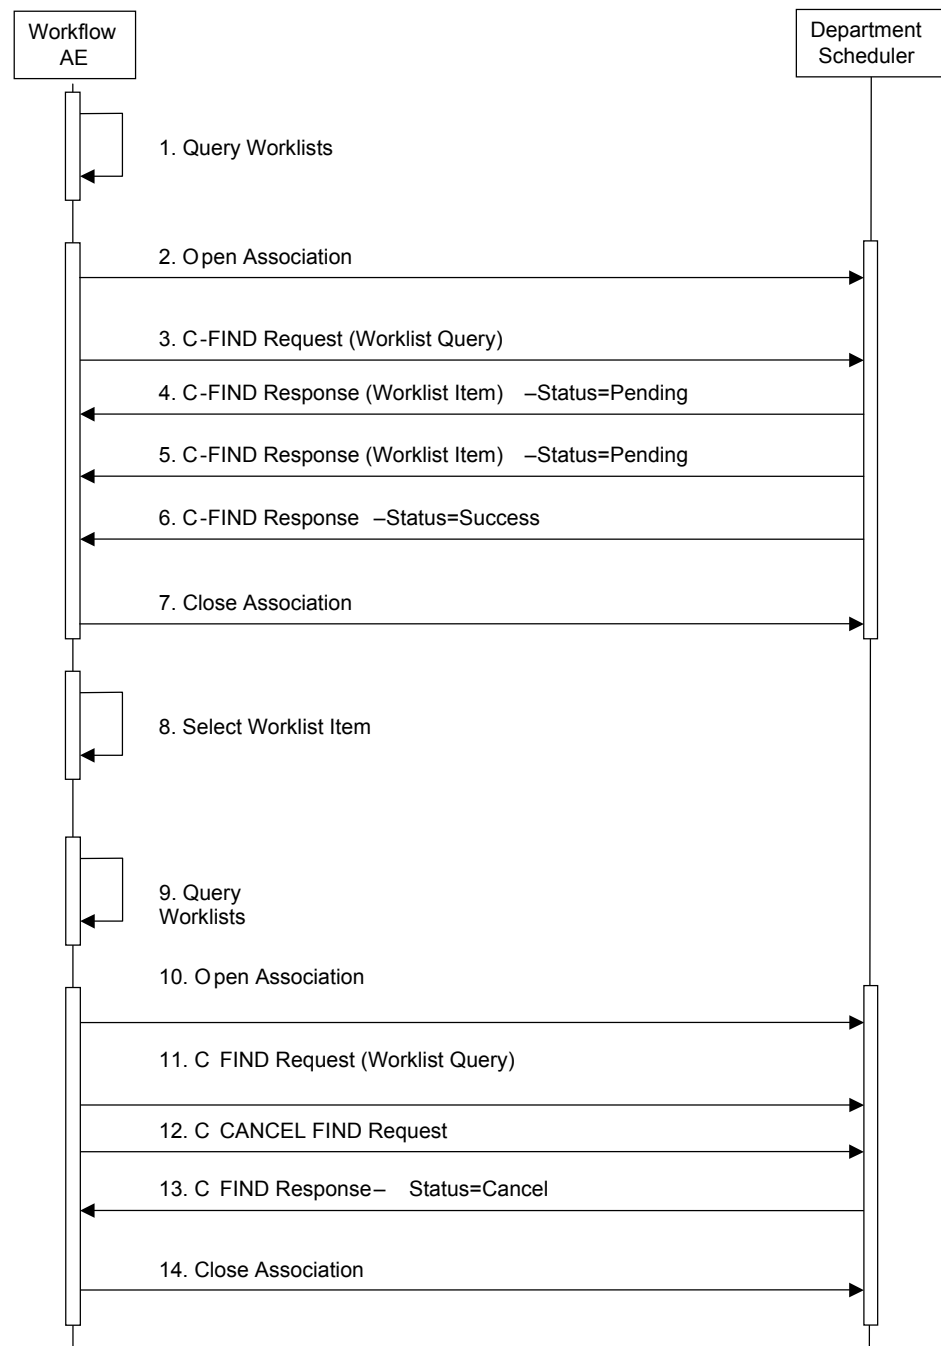 Workflow
AE
Department
Scheduler
1. Query Worklists
2. Open Association
3. C-FIND Request (Worklist Query)
4. C-FIND Response (Worklist Item) –Status=Pending
5. C-FIND Response (Worklist Item) –Status=Pending
6. C-FIND Response –Status=Success
7. Close Association
8. Select Worklist Item
9. Query
Worklists
10. Open Association
11. C FIND Request (Worklist Query)
12. C CANCEL FIND Request
13. C FIND Response– Status=Cancel
14. Close Association